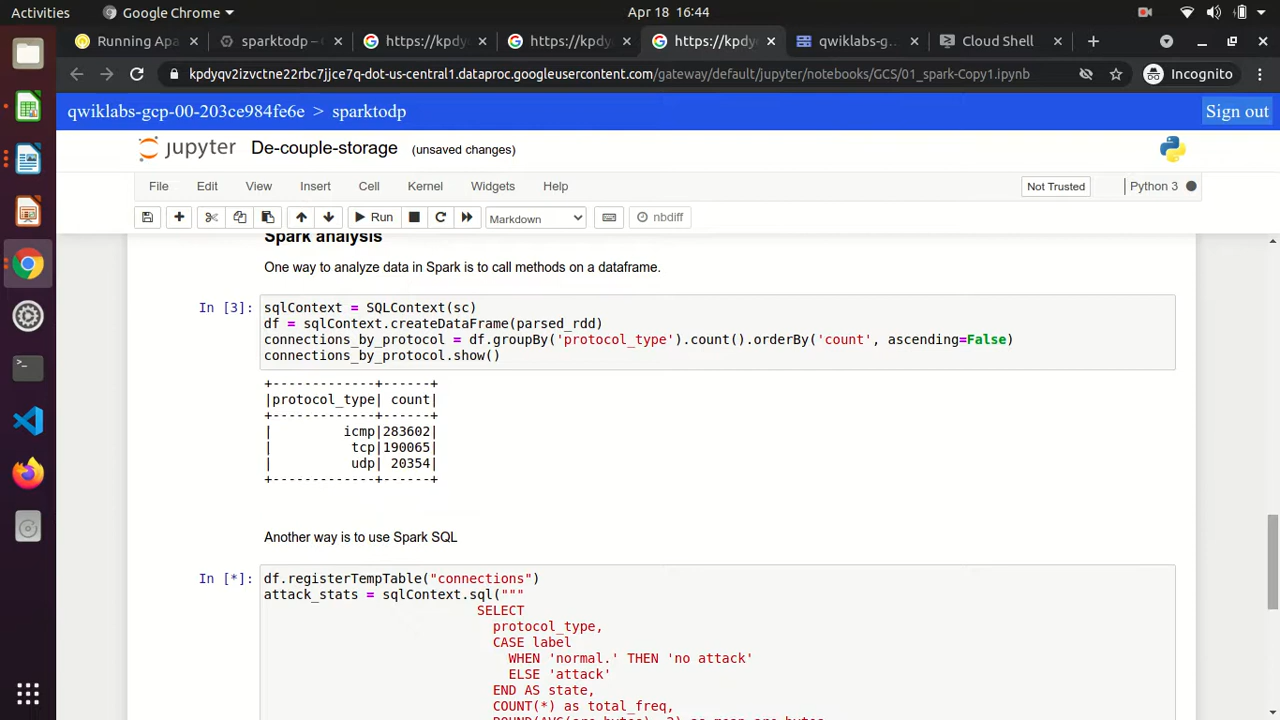 Activities
Google Chrome
Apr 18 16:44
Running Apa
sparktodp –
https://kpdy
https://kpdy
https://kpdy
qwiklabs-g
Cloud Shell
kpdyqv2izvctne22rbc7jjce7q-dot-us-central1.dataproc.googleusercontent.com/gateway/default/jupyter/notebooks/GCS/01_spark-Copy1.ipynb
Incognito
qwiklabs-gcp-00-203ce984fe6e > sparktodp
Sign out
jupyter De-couple-storage (unsaved changes)
File Edit View Insert Cell Kernel Widgets Help
Not Trusted
Python 3
Run
Markdown
nbdiff
Spark analysis
One way to analyze data in Spark is to call methods on a dataframe.
In [3]: sqlContext = SQLContext(sc)
df = sqlContext.createDataFrame(parsed_rdd)
connections_by_protocol = df.groupBy('protocol_type').count().orderBy('count', ascending=False)
connections_by_protocol.show()
+-------------+------+
|protocol_type| count|
+-------------+------+
|         icmp|283602|
|          tcp|190065|
|          udp| 20354|
+-------------+------+
Another way is to use Spark SQL
In [*]: df.registerTempTable("connections")
attack_stats = sqlContext.sql("""
SELECT
protocol_type,
CASE label
WHEN 'normal.' THEN 'no attack'
ELSE 'attack'
END AS state,
COUNT(*) as total_freq,